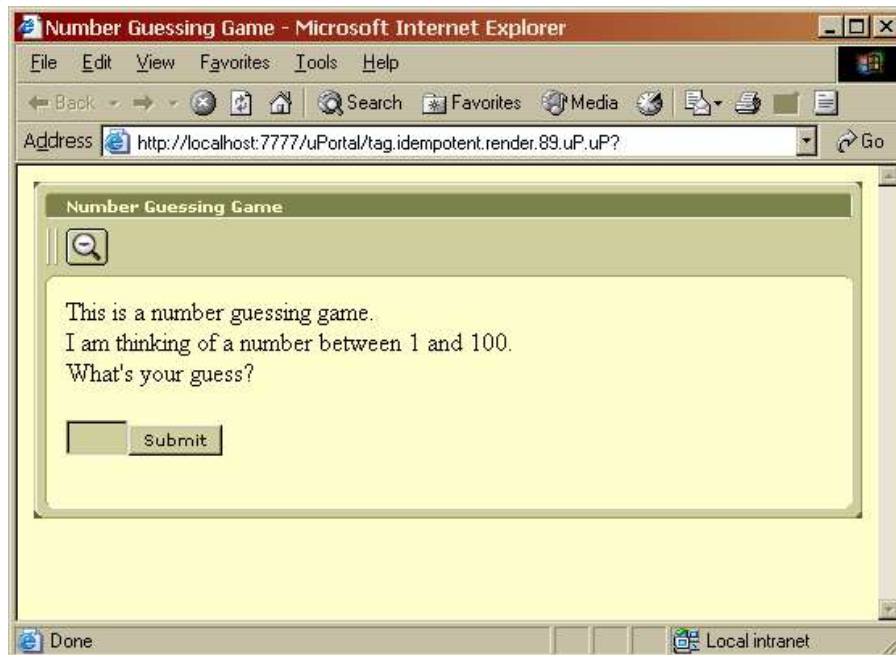 Number Guessing Game - Microsoft Internet Explorer
File Edit View Favorites Tools Help
Back Search Favorites Media
Address http://localhost:7777/uPortal/tag.idempotent.render.89.uP.uP? Go
Number Guessing Game
This is a number guessing game.
I am thinking of a number between 1 and 100.
What's your guess?
Submit
Done Local intranet